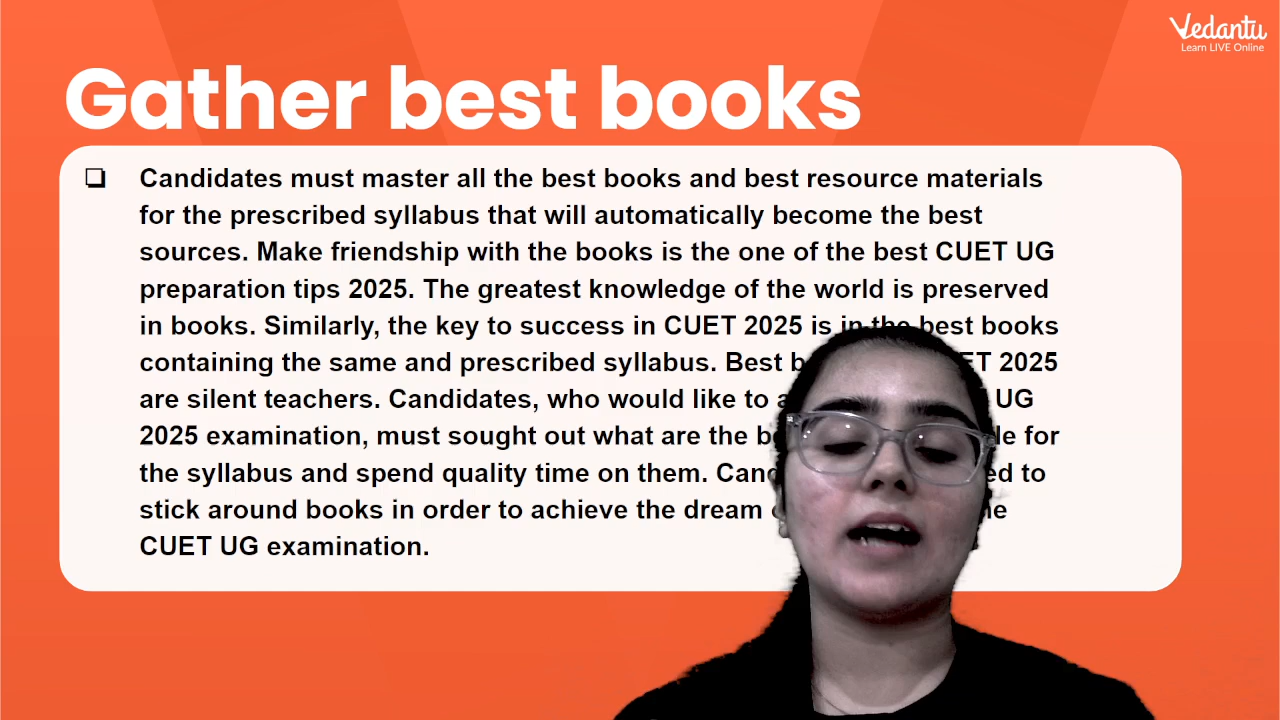 Vedantu
Learn LIVE Online
Gather best books
❏ Candidates must master all the best books and best resource materials
for the prescribed syllabus that will automatically become the best
sources. Make friendship with the books is the one of the best CUET UG
preparation tips 2025. The greatest knowledge of the world is preserved
in books. Similarly, the key to success in CUET 2025 is in the best books
containing the same and prescribed syllabus. Best 2025
are silent teachers. Candidates, who would like to UG
2025 examination, must sought out what are the for
the syllabus and spend quality time on them. to
stick around books in order to achieve the dream
CUET UG examination.